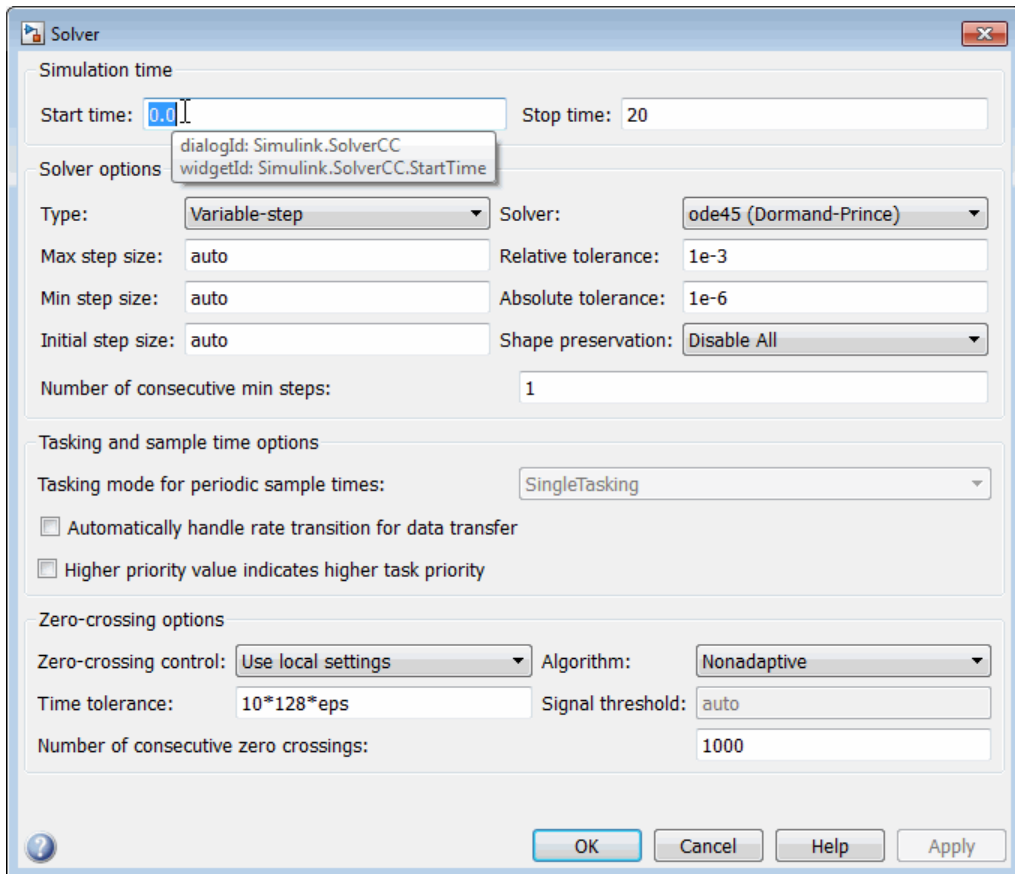 Solver
Simulation time
Start time: 0.0 Stop time: 20
dialogId: Simulink.SolverCC
widgetId: Simulink.SolverCC.StartTime
Solver options
Type: Variable-step Solver: ode45 (Dormand-Prince)
Max step size: auto Relative tolerance: 1e-3
Min step size: auto Absolute tolerance: 1e-6
Initial step size: auto Shape preservation: Disable All
Number of consecutive min steps: 1
Tasking and sample time options
Tasking mode for periodic sample times: SingleTasking
Automatically handle rate transition for data transfer
Higher priority value indicates higher task priority
Zero-crossing options
Zero-crossing control: Use local settings Algorithm: Nonadaptive
Time tolerance: 10*128*eps Signal threshold: auto
Number of consecutive zero crossings: 1000
OK Cancel Help Apply